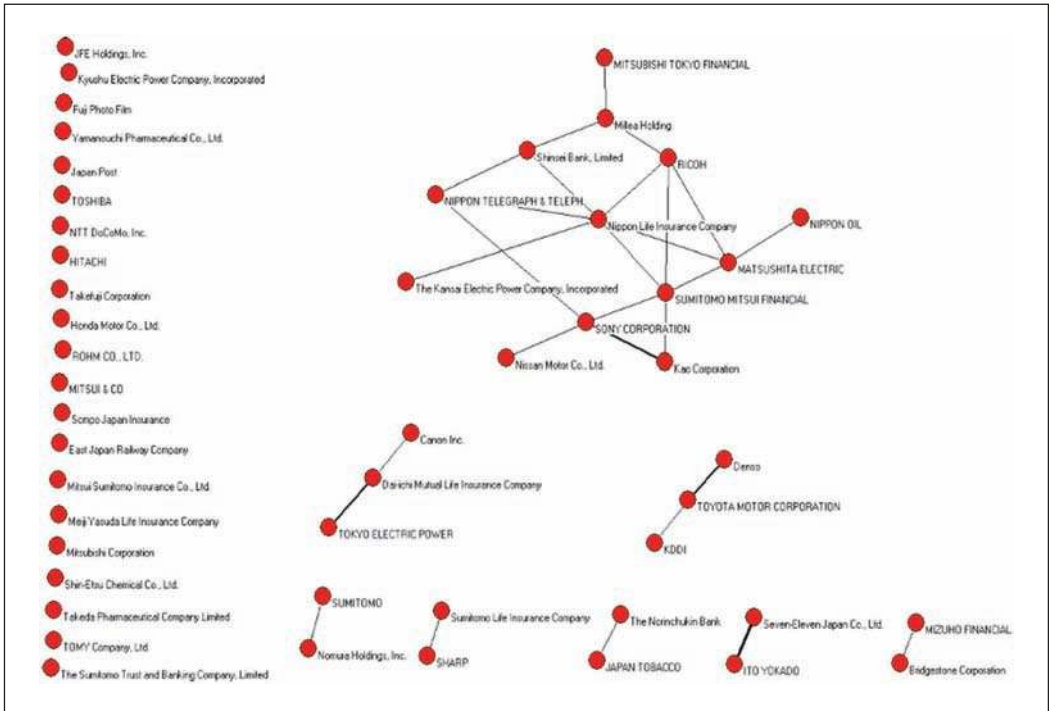 JFE Holdings, Inc.
Kyushu Electric Power Company, Incorporated
Fuji Photo Film
Yamanouchi Pharmaceutical Co., Ltd.
Japan Post
TOSHIBA
NTT DoCoMo, Inc.
HITACHI
Takefuji Corporation
Honda Motor Co., Ltd.
ROHM CO., LTD.
MITSUI & CO
Sompo Japan Insurance
East Japan Railway Company
Mitsui Sumitomo Insurance Co., Ltd.
Meiji Yasuda Life Insurance Company
Mitsubishi Corporation
Shin-Etsu Chemical Co., Ltd.
Takeda Pharmaceutical Company Limited
TOMY Company, Ltd.
The Sumitomo Trust and Banking Company, Limited
MITSUBISHI TOKYO FINANCIAL
Millea Holding
Shinsei Bank, Limited
RICOH
NIPPON TELEGRAPH & TELEPH
Nippon Life Insurance Company
NIPPON OIL
MATSUSHITA ELECTRIC
The Kansai Electric Power Company, Incorporated
SUMITOMO MITSUI FINANCIAL
SONY CORPORATION
Nissan Motor Co., Ltd.
Kao Corporation
Canon Inc.
Dai-ichi Mutual Life Insurance Company
TOKYO ELECTRIC POWER
Denso
TOYOTA MOTOR CORPORATION
KDDI
SUMITOMO
Nomura Holdings, Inc.
Sumitomo Life Insurance Company
SHARP
The Norinchukin Bank
JAPAN TOBACCO
Seven-Eleven Japan Co., Ltd.
ITO YOKADO
MIZUHO FINANCIAL
Bridgestone Corporation